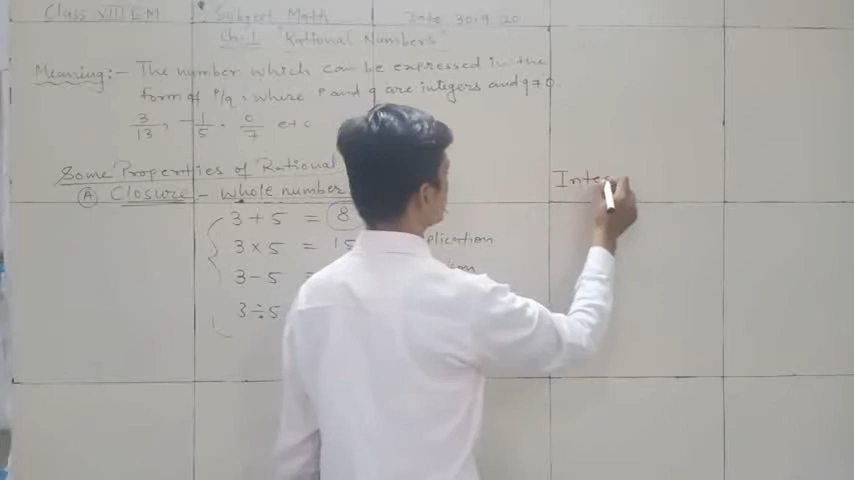 Class VIII EM Subject Math Date 30.9.20
Ch.1 "Rational Numbers"
Meaning:- The number which can be expressed in the
form of P/q, where P and q are integers and q≠0
3/13, -1/5, 0/7 etc
Some Properties of Rational
(A) Closure:- whole number
Inte
3 + 5 = 8
3 × 5 = 15 plication
3 - 5 =
3 ÷ 5